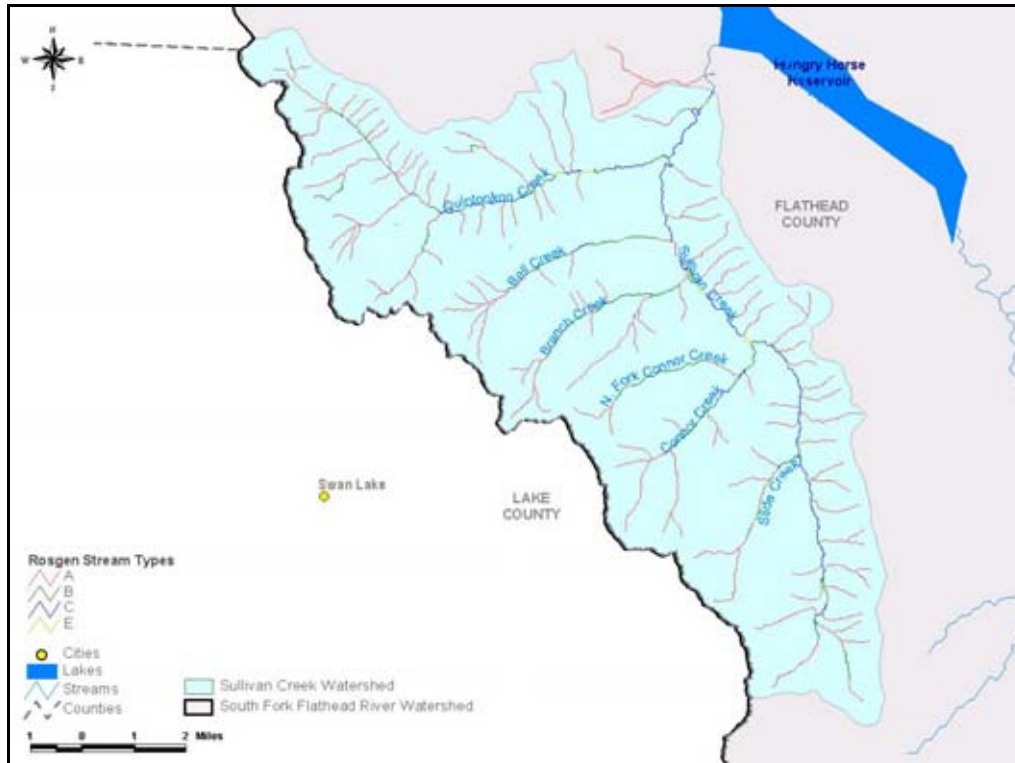 N
W E
S
Hungry Horse
Reservoir
FLATHEAD
COUNTY
Quintonkon Creek
Ball Creek
Sullivan Creek
Branch Creek
N. Fork Connor Creek
Connor Creek
Slide Creek
Swan Lake
LAKE
COUNTY
Rosgen Stream Types
A
B
C
E
Cities
Lakes
Streams
Counties
Sullivan Creek Watershed
South Fork Flathead River Watershed
1 0 1 2 Miles